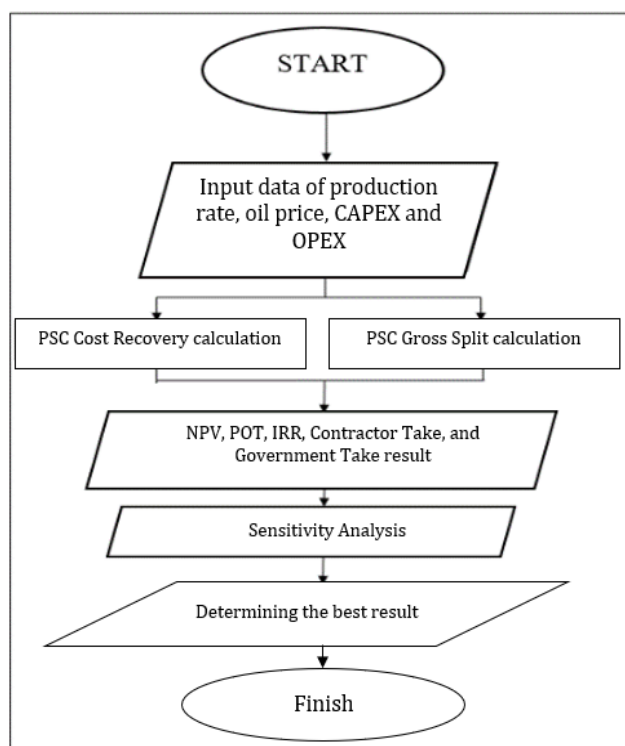 START
Input data of production
rate, oil price, CAPEX and
OPEX
PSC Cost Recovery calculation
PSC Gross Split calculation
NPV, POT, IRR, Contractor Take, and
Government Take result
Sensitivity Analysis
Determining the best result
Finish